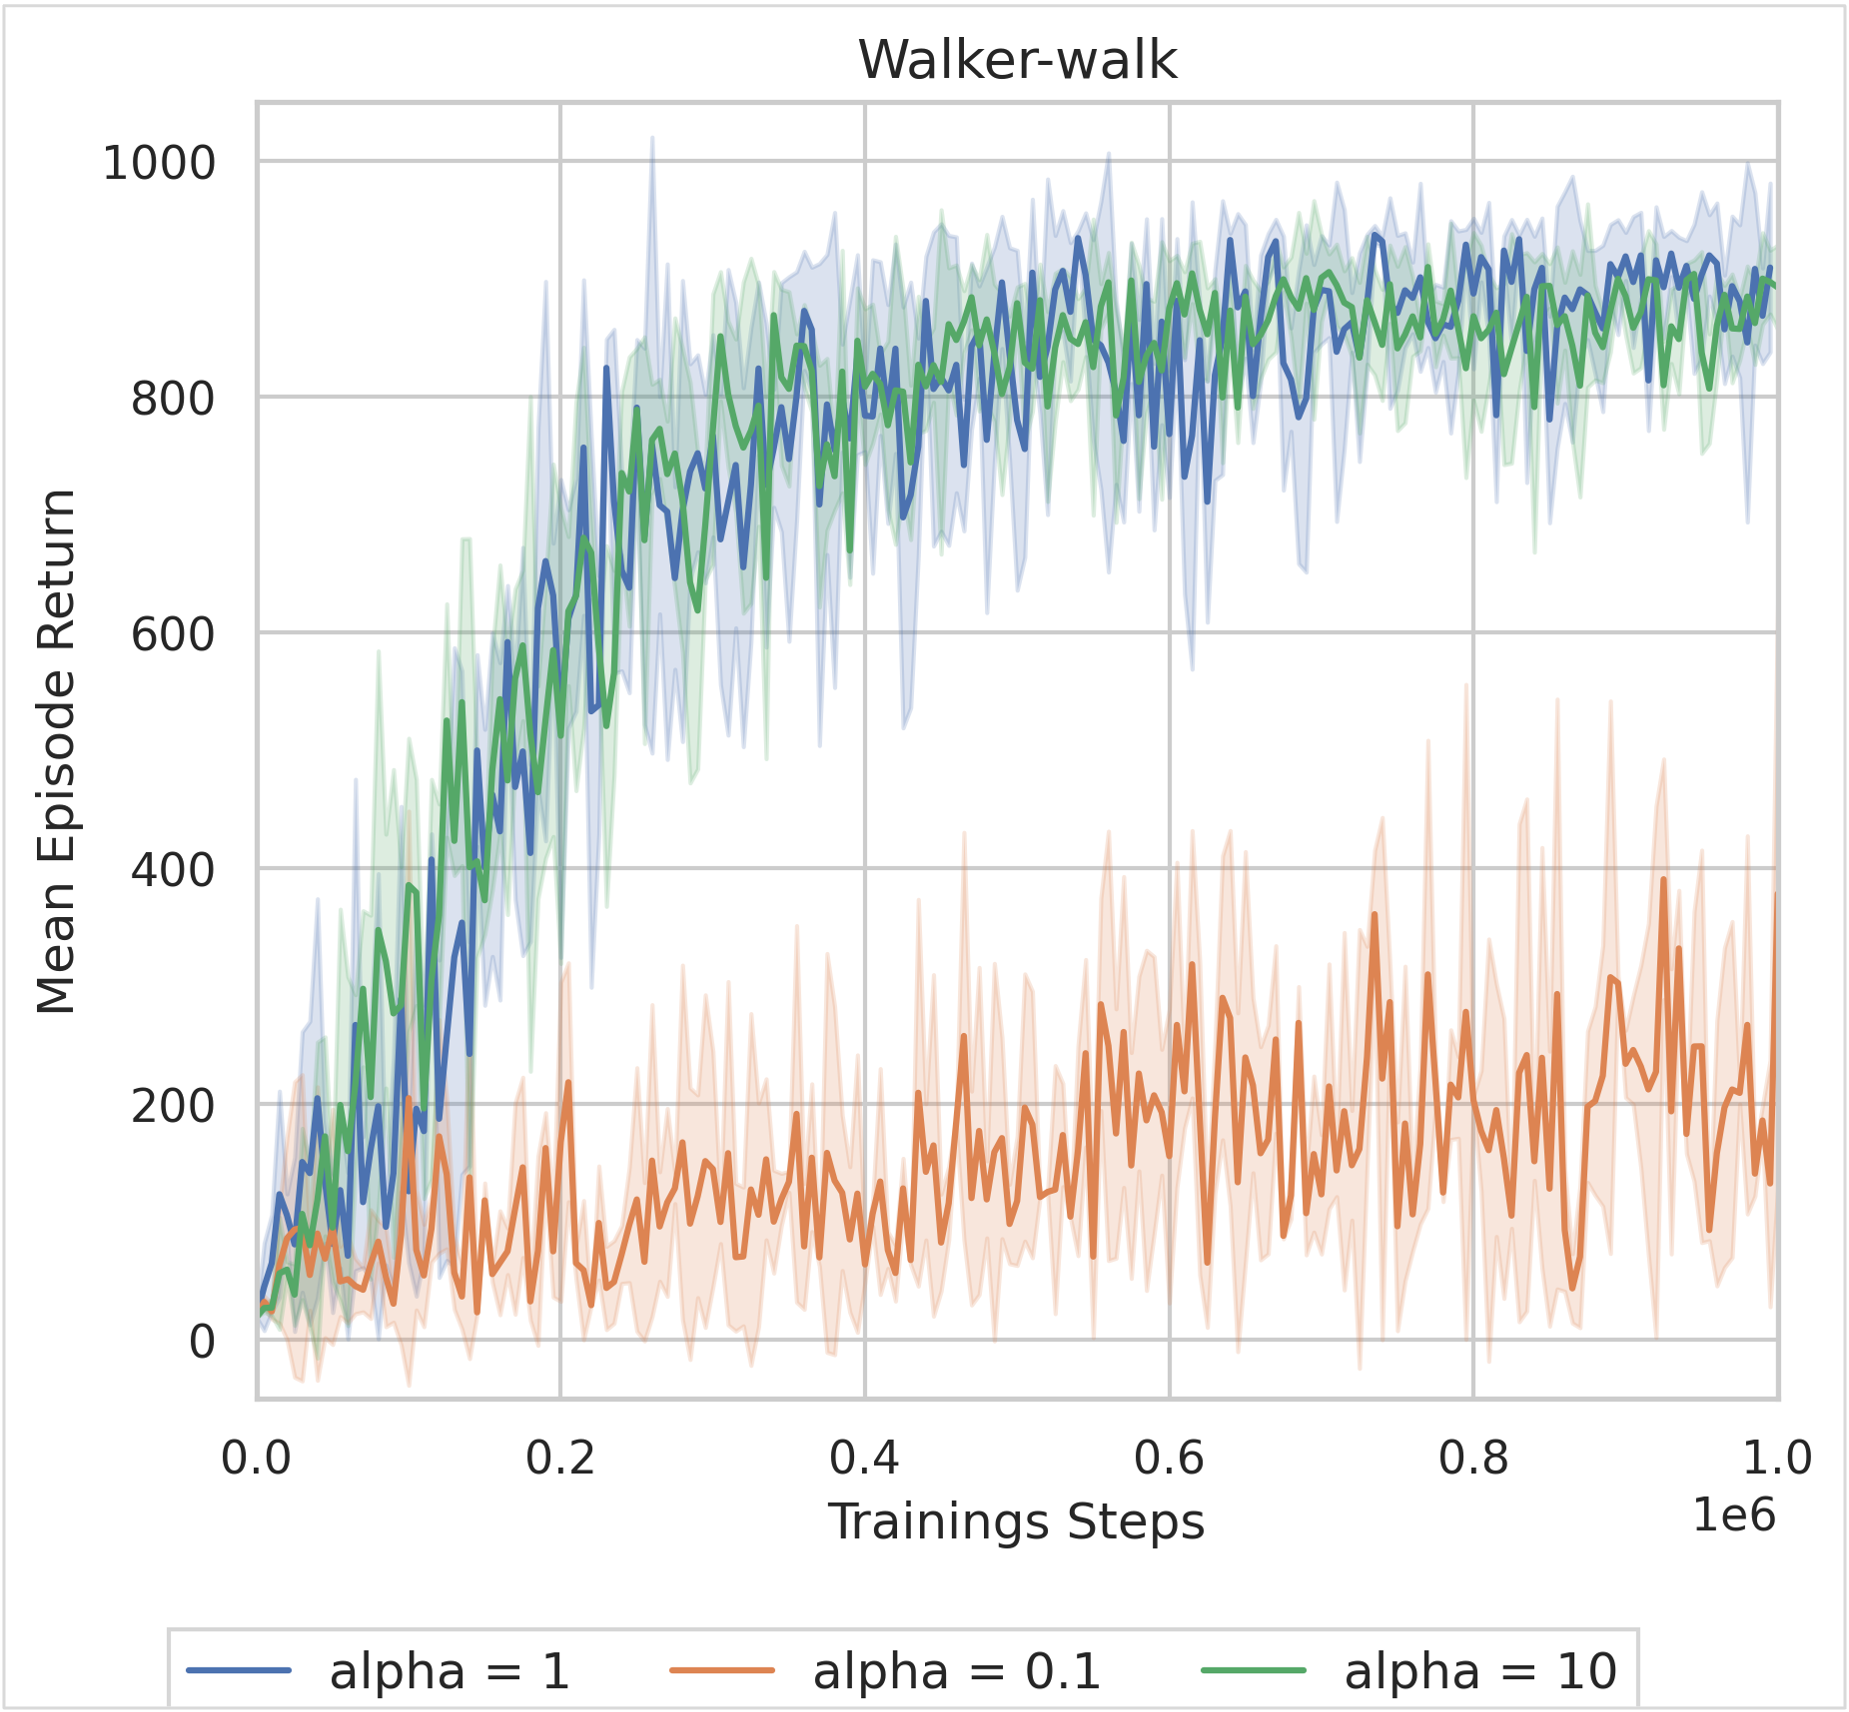 Walker-walk
1000
800
600
400
200
0
Mean Episode Return
0.0 0.2 0.4 0.6 0.8 1.0
Trainings Steps
1e6
alpha = 1 alpha = 0.1 alpha = 10